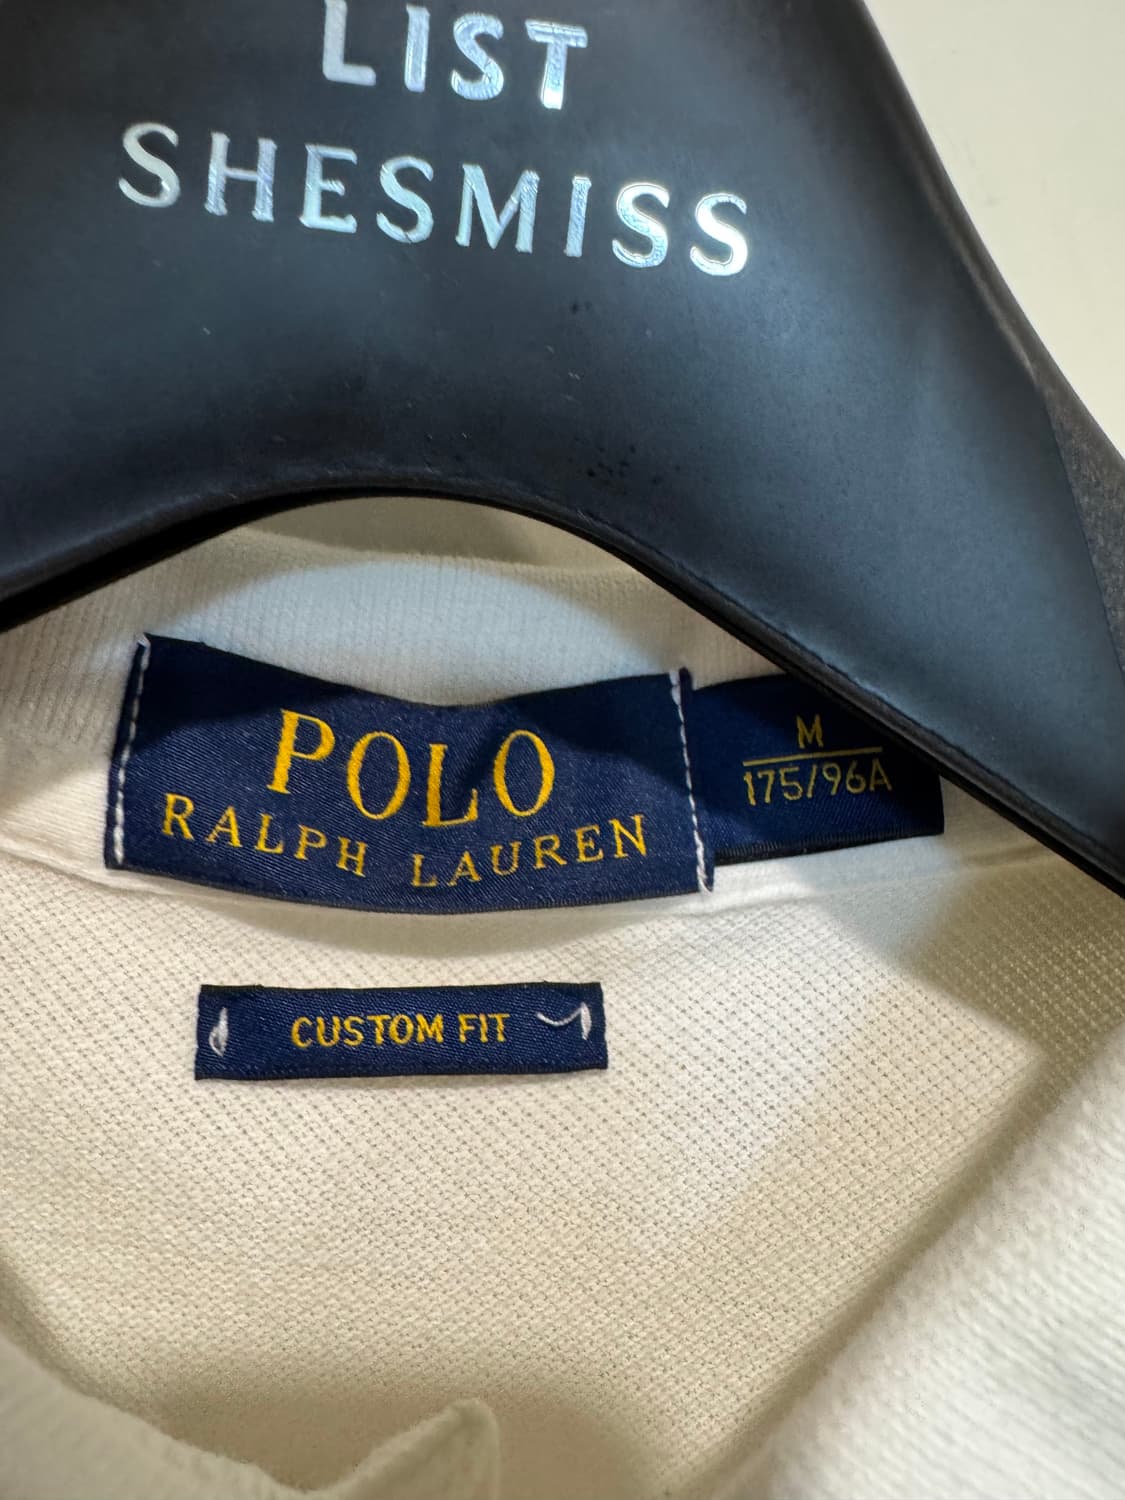 LIST
SHESMISS
POLO
RALPH LAUREN
M
175/96A
CUSTOM FIT